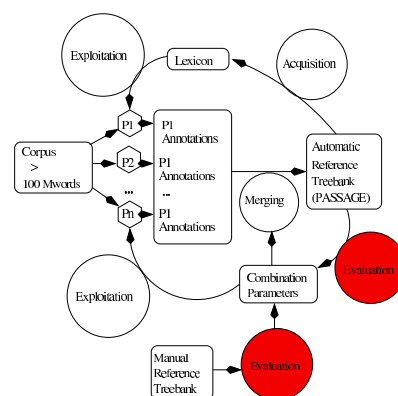 Exploitation
Lexicon
Acquisition
P1
P1
Annotations
Corpus
>
100 Mwords
P2
P1
Annotations
...
...
Pn
P1
Annotations
Automatic
Reference
Treebank
(PASSAGE)
Merging
Exploitation
Combination
Parameters
Evaluation
Manual
Reference
Treebank
Evaluation